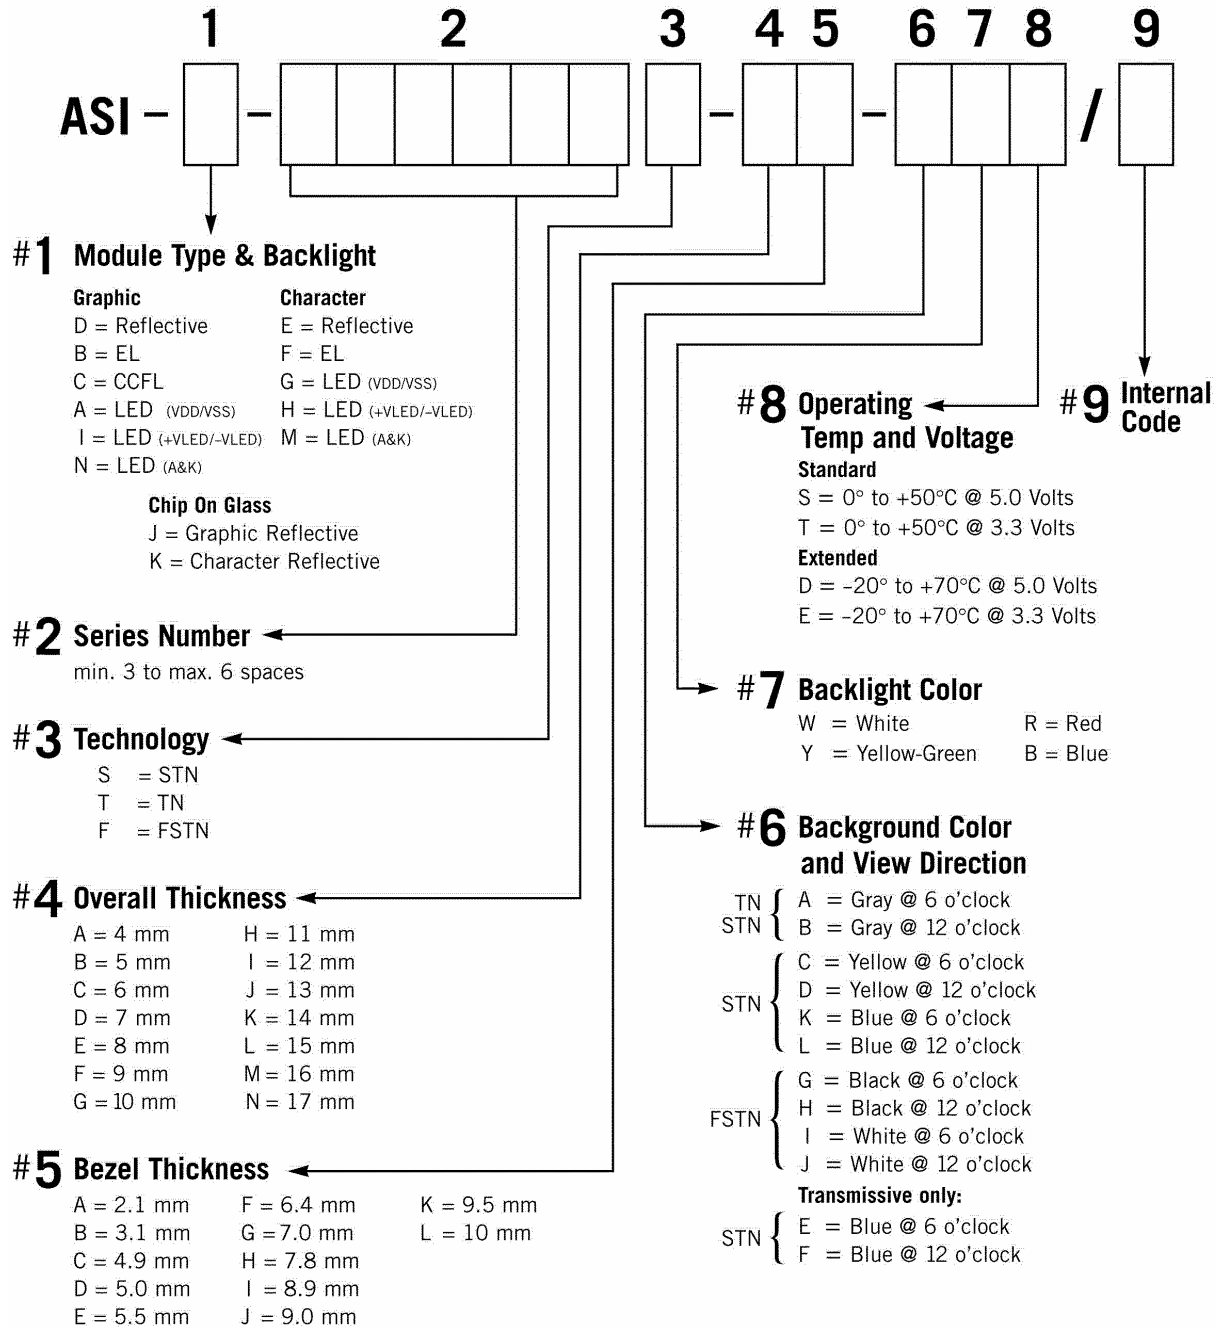 1 2 3 4 5 6 7 8 9
ASI – – – – /
#1 Module Type & Backlight
Graphic
D = Reflective
B = EL
C = CCFL
A = LED (VDD/VSS)
I = LED (+VLED/–VLED)
N = LED (A&K)
Character
E = Reflective
F = EL
G = LED (VDD/VSS)
H = LED (+VLED/–VLED)
M = LED (A&K)
Chip On Glass
J = Graphic Reflective
K = Character Reflective
#2 Series Number
min. 3 to max. 6 spaces
#3 Technology
S = STN
T = TN
F = FSTN
#4 Overall Thickness
A = 4 mm
B = 5 mm
C = 6 mm
D = 7 mm
E = 8 mm
F = 9 mm
G = 10 mm
H = 11 mm
I = 12 mm
J = 13 mm
K = 14 mm
L = 15 mm
M = 16 mm
N = 17 mm
#5 Bezel Thickness
A = 2.1 mm
B = 3.1 mm
C = 4.9 mm
D = 5.0 mm
E = 5.5 mm
F = 6.4 mm
G = 7.0 mm
H = 7.8 mm
I = 8.9 mm
J = 9.0 mm
K = 9.5 mm
L = 10 mm
#8 Operating
Temp and Voltage
Standard
S = 0° to +50°C @ 5.0 Volts
T = 0° to +50°C @ 3.3 Volts
Extended
D = –20° to +70°C @ 5.0 Volts
E = –20° to +70°C @ 3.3 Volts
#9 Internal
Code
#7 Backlight Color
W = White
Y = Yellow-Green
R = Red
B = Blue
#6 Background Color
and View Direction
TN
STN
A = Gray @ 6 o'clock
B = Gray @ 12 o'clock
STN
C = Yellow @ 6 o'clock
D = Yellow @ 12 o'clock
K = Blue @ 6 o'clock
L = Blue @ 12 o'clock
FSTN
G = Black @ 6 o'clock
H = Black @ 12 o'clock
I = White @ 6 o'clock
J = White @ 12 o'clock
Transmissive only:
STN
E = Blue @ 6 o'clock
F = Blue @ 12 o'clock